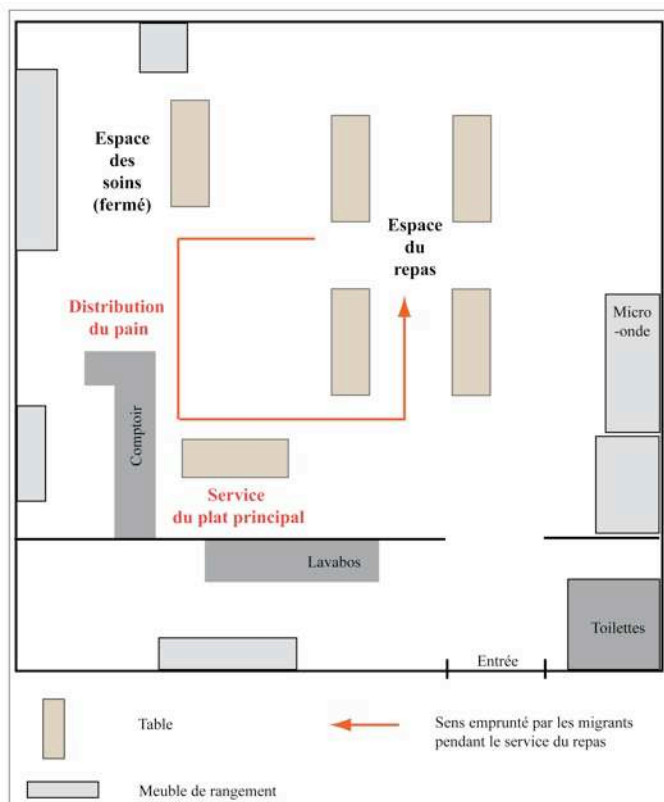 Espace
des
soins
(fermé)
Espace
du
repas
Distribution
du pain
Micro
-onde
Comptoir
Service
du plat principal
Lavabos
Toilettes
Entrée
Table
Sens emprunté par les migrants
pendant le service du repas
Meuble de rangement